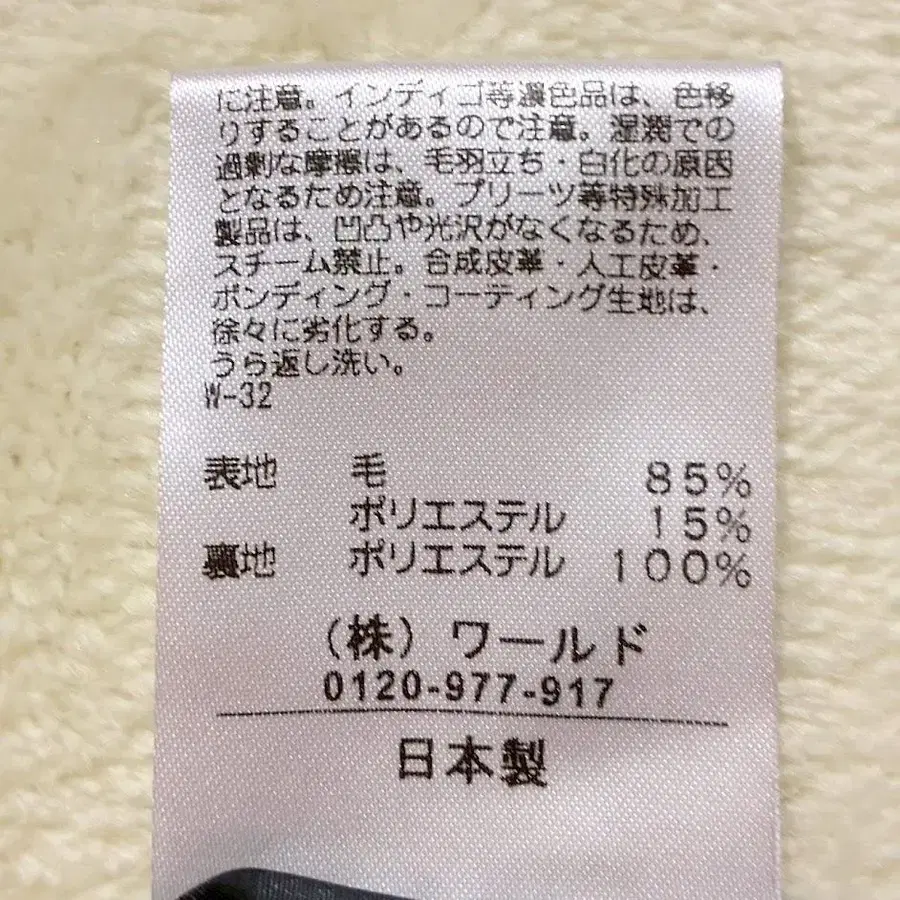 に注意。インディゴ等濃色品は、色移
りすることがあるので注意。湿潤での
過剰な摩擦は、毛羽立ち・白化の原因
となるため注意。プリーツ等特殊加工
製品は、凹凸や光沢がなくなるため、
スチーム禁止。合成皮革・人工皮革・
ボンディング・コーティング生地は、
徐々に劣化する。
うら返し洗い。
W-32
表地 毛 85%
ポリエステル 15%
裏地 ポリエステル 100%
(株) ワールド
0120-977-917
日本製